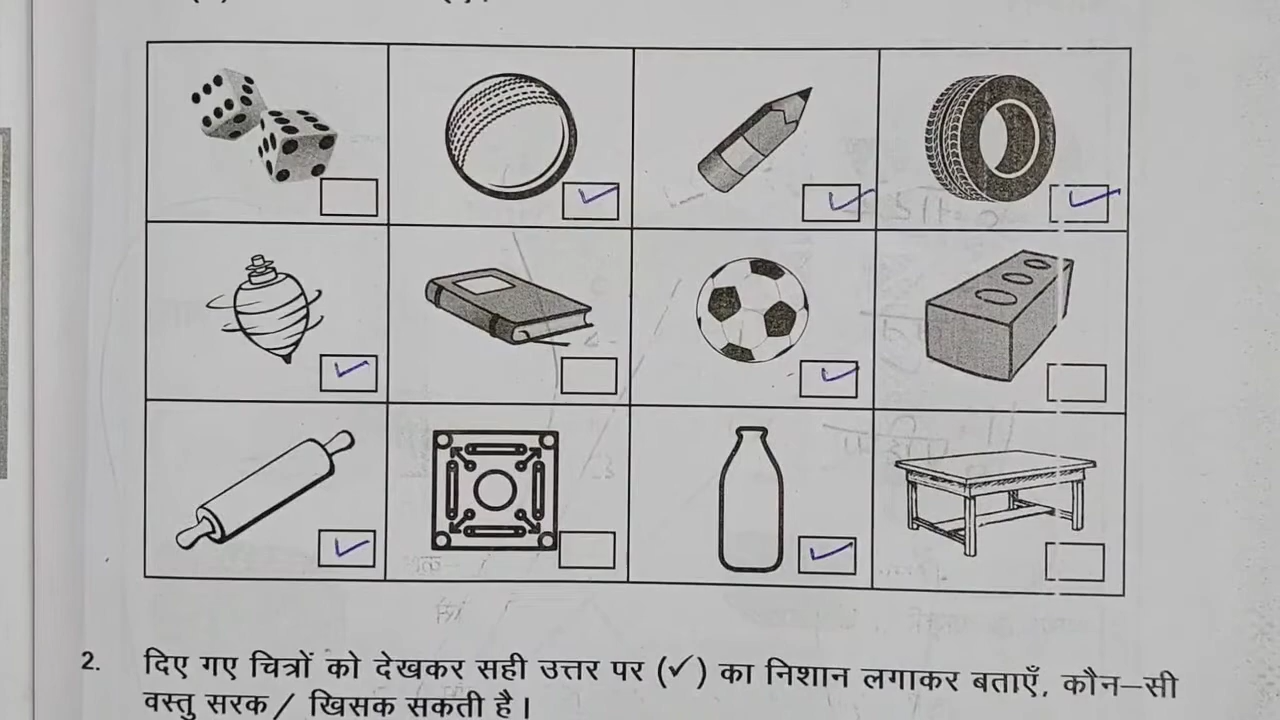 2. दिए गए चित्रों को देखकर सही उत्तर पर (✓) का निशान लगाकर बताएँ, कौन–सी
वस्तु सरक/ खिसक सकती है।